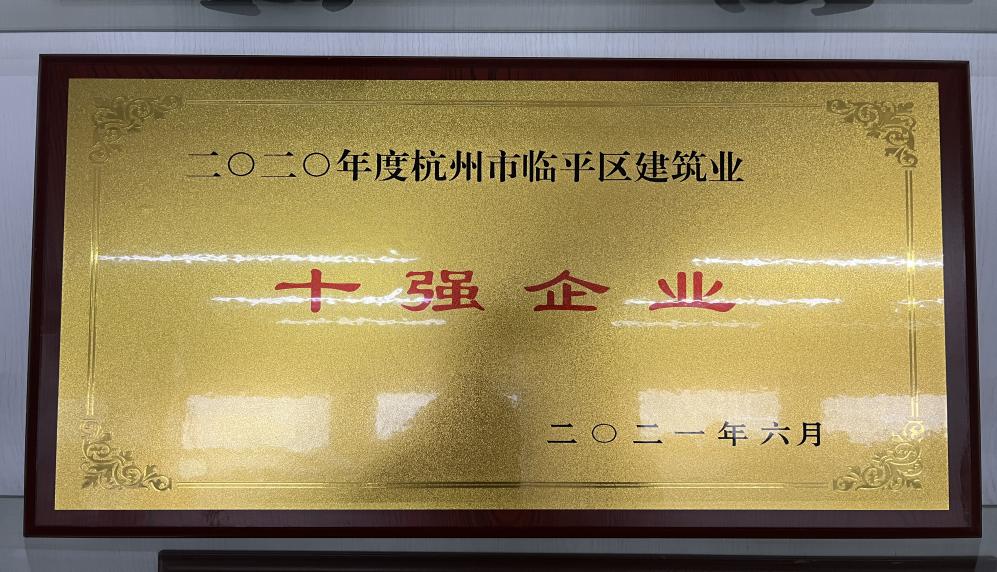 二〇二〇年度杭州市临平区建筑业
十强企业
二〇二一年六月